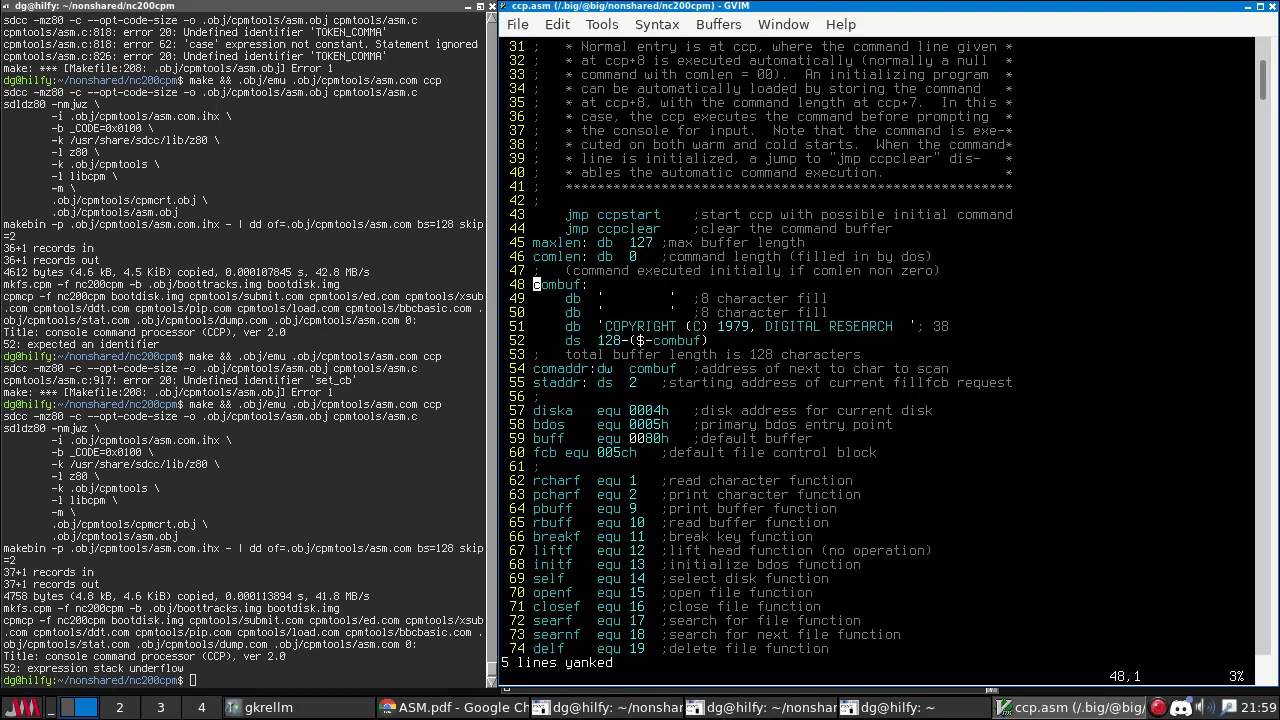 dg@hilfy:~/nonshared/nc200cpm
cpmtools/asm.c:818: error 20: Undefined identifier 'TOKEN_COMMA'
cpmtools/asm.c:818: error 62: 'case' expression not constant. Statement ignored
cpmtools/asm.c:826: error 20: Undefined identifier 'TOKEN_COMMA'
make: *** [Makefile:208: .obj/cpmtools/asm.obj] Error 1
dg@hilfy:~/nonshared/nc200cpm$ make && .obj/emu .obj/cpmtools/asm.com ccp
sdcc -mz80 -c --opt-code-size -o .obj/cpmtools/asm.obj cpmtools/asm.c
sdldz80 -nmjwz \
-i .obj/cpmtools/asm.com.ihx \
-b _CODE=0x0100 \
-k /usr/share/sdcc/lib/z80 \
-l z80 \
-k .obj/cpmtools \
-l libcpm \
-m \
.obj/cpmtools/cpmcrt.obj \
.obj/cpmtools/asm.obj
makebin -p .obj/cpmtools/asm.com.ihx - | dd of=.obj/cpmtools/asm.com bs=128 skip
=2
36+1 records in
36+1 records out
4612 bytes (4.6 kB, 4.5 KiB) copied, 0.000107845 s, 42.8 MB/s
mkfs.cpm -f nc200cpm -b .obj/boottracks.img bootdisk.img
cpmcp -f nc200cpm bootdisk.img cpmtools/submit.com cpmtools/ed.com cpmtools/xsub
.com cpmtools/ddt.com cpmtools/pip.com cpmtools/load.com cpmtools/bbcbasic.com .
obj/cpmtools/stat.com .obj/cpmtools/dump.com .obj/cpmtools/asm.com 0:
Title: console command processor (CCP), ver 2.0
52: expected an identifier
dg@hilfy:~/nonshared/nc200cpm$ make && .obj/emu .obj/cpmtools/asm.com ccp
sdcc -mz80 -c --opt-code-size -o .obj/cpmtools/asm.obj cpmtools/asm.c
cpmtools/asm.c:917: error 20: Undefined identifier 'set_cb'
make: *** [Makefile:208: .obj/cpmtools/asm.obj] Error 1
dg@hilfy:~/nonshared/nc200cpm$ make && .obj/emu .obj/cpmtools/asm.com ccp
sdcc -mz80 -c --opt-code-size -o .obj/cpmtools/asm.obj cpmtools/asm.c
sdldz80 -nmjwz \
-i .obj/cpmtools/asm.com.ihx \
-b _CODE=0x0100 \
-k /usr/share/sdcc/lib/z80 \
-l z80 \
-k .obj/cpmtools \
-l libcpm \
-m \
.obj/cpmtools/cpmcrt.obj \
.obj/cpmtools/asm.obj
makebin -p .obj/cpmtools/asm.com.ihx - | dd of=.obj/cpmtools/asm.com bs=128 skip
=2
37+1 records in
37+1 records out
4753 bytes (4.8 kB, 4.6 KiB) copied, 0.000113894 s, 41.8 MB/s
mkfs.cpm -f nc200cpm -b .obj/boottracks.img bootdisk.img
cpmcp -f nc200cpm bootdisk.img cpmtools/submit.com cpmtools/ed.com cpmtools/xsub
.com cpmtools/ddt.com cpmtools/pip.com cpmtools/load.com cpmtools/bbcbasic.com .
obj/cpmtools/stat.com .obj/cpmtools/dump.com .obj/cpmtools/asm.com 0:
Title: console command processor (CCP), ver 2.0
52: expression stack underflow
dg@hilfy:~/nonshared/nc200cpm$
ccp.asm (/.big/@big/nonshared/nc200cpm) - GVIM
File Edit Tools Syntax Buffers Window Help
31 ; * Normal entry is at ccp, where the command line given *
32 ; * at ccp+8 is executed automatically (normally a null *
33 ; * command with comlen = 00). An initializing program *
34 ; * can be automatically loaded by storing the command *
35 ; * at ccp+8, with the command length at ccp+7. In this *
36 ; * case, the ccp executes the command before prompting *
37 ; * the console for input. Note that the command is exe-*
38 ; * cuted on both warm and cold starts. When the command*
39 ; * line is initialized, a jump to "jmp ccpclear" dis- *
40 ; * ables the automatic command execution. *
41 ; ********************************************************
42 ;
43 jmp ccpstart ;start ccp with possible initial command
44 jmp ccpclear ;clear the command buffer
45 maxlen: db 127 ;max buffer length
46 comlen: db 0 ;command length (filled in by dos)
47 ; (command executed initially if comlen non zero)
48 combuf:
49 db ' ' ;8 character fill
50 db ' ' ;8 character fill
51 db 'COPYRIGHT (C) 1979, DIGITAL RESEARCH '; 38
52 ds 128-($-combuf)
53 ; total buffer length is 128 characters
54 comaddr:dw combuf ;address of next to char to scan
55 staddr: ds 2 ;starting address of current fillfcb request
56 ;
57 diska equ 0004h ;disk address for current disk
58 bdos equ 0005h ;primary bdos entry point
59 buff equ 0080h ;default buffer
60 fcb equ 005ch ;default file control block
61 ;
62 rcharf equ 1 ;read character function
63 pcharf equ 2 ;print character function
64 pbuff equ 9 ;print buffer function
65 rbuff equ 10 ;read buffer function
66 breakf equ 11 ;break key function
67 liftf equ 12 ;lift head function (no operation)
68 initf equ 13 ;initialize bdos function
69 self equ 14 ;select disk function
70 openf equ 15 ;open file function
71 closef equ 16 ;close file function
72 searf equ 17 ;search for file function
73 searnf equ 18 ;search for next file function
74 delf equ 19 ;delete file function
5 lines yanked
48,1 3%
2 3 4 gkrellm ASM.pdf - Google Ch dg@hilfy: ~/nonshar dg@hilfy: ~/nonshar dg@hilfy: ~ ccp.asm (/.big/@big/ 21:59